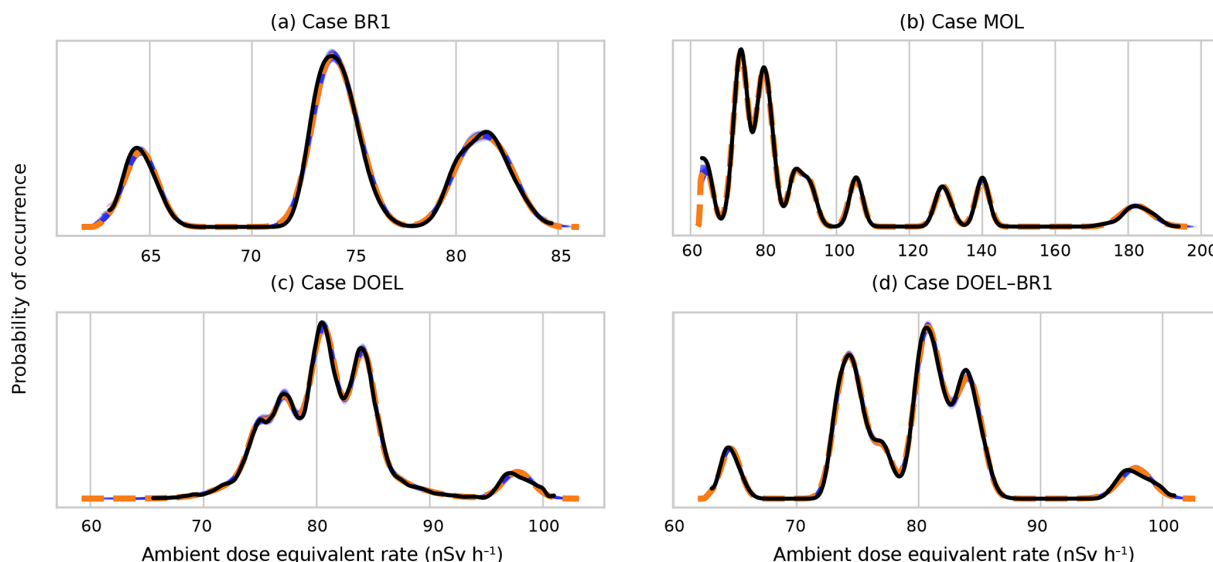 (a) Case BR1
(b) Case MOL
65 70 75 80 85
60 80 100 120 140 160 180 200
(c) Case DOEL
(d) Case DOEL–BR1
Probability of occurrence
60 70 80 90 100
60 70 80 90 100
Ambient dose equivalent rate (nSv h⁻¹)
Ambient dose equivalent rate (nSv h⁻¹)